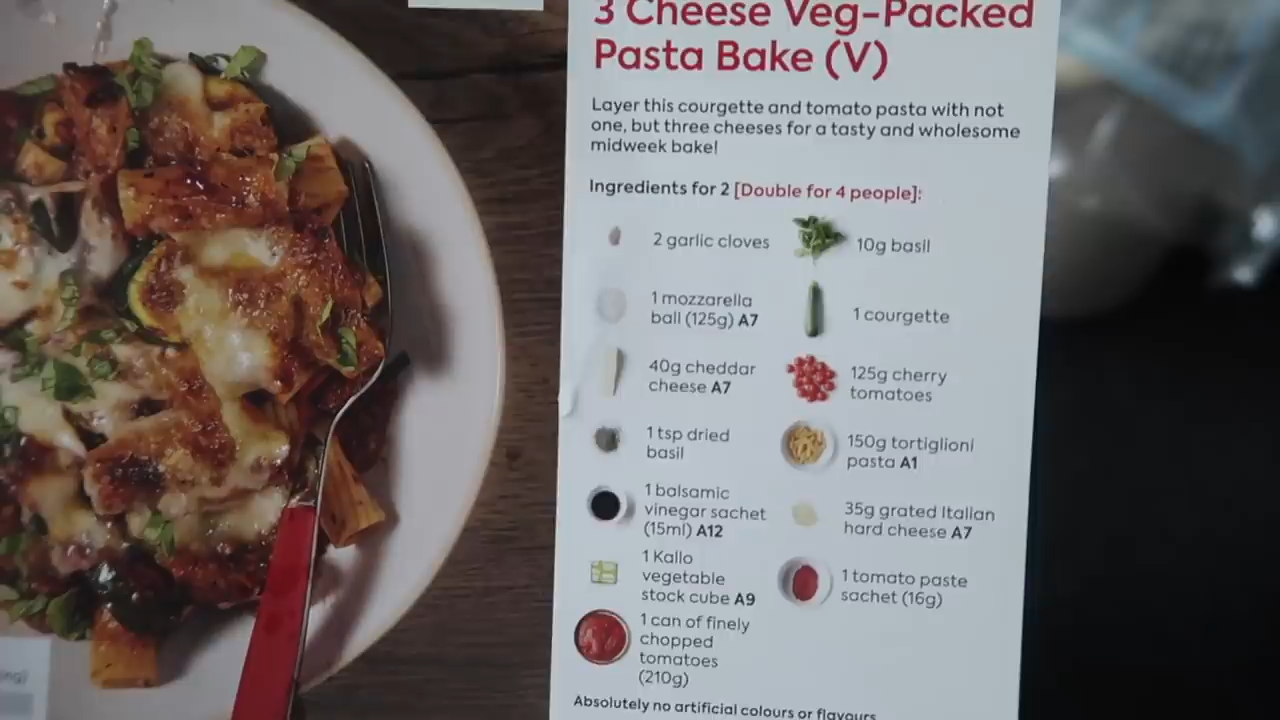 3 Cheese Veg-Packed
Pasta Bake (V)
Layer this courgette and tomato pasta with not
one, but three cheeses for a tasty and wholesome
midweek bake!
Ingredients for 2 [Double for 4 people]:
2 garlic cloves
10g basil
1 mozzarella
ball (125g) A7
1 courgette
40g cheddar
cheese A7
125g cherry
tomatoes
1 tsp dried
basil
150g tortiglioni
pasta A1
1 balsamic
vinegar sachet
(15ml) A12
35g grated Italian
hard cheese A7
1 Kallo
vegetable
stock cube A9
1 tomato paste
sachet (16g)
1 can of finely
chopped
tomatoes
(210g)
Absolutely no artificial colours or flavours